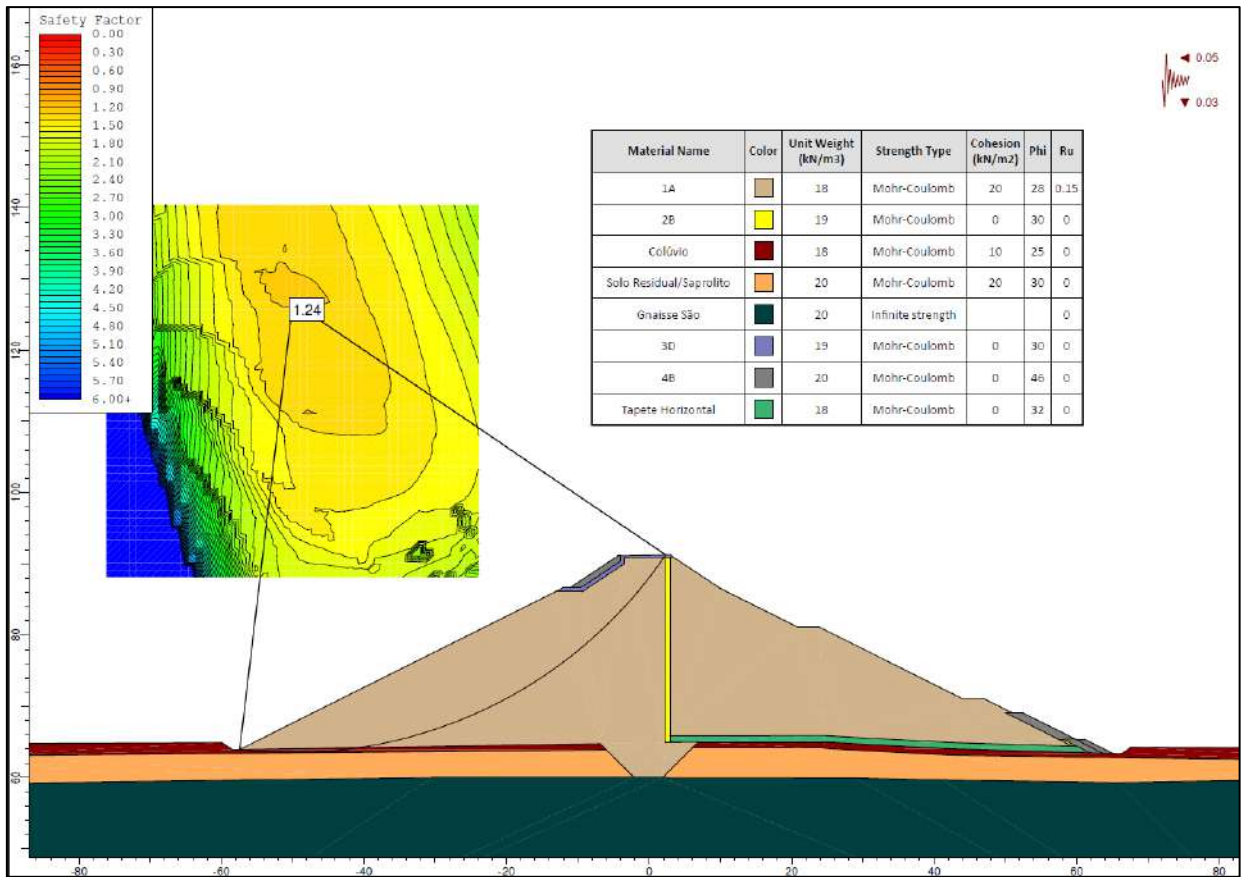 Safety Factor
0.00
0.30
0.60
0.90
1.20
1.50
1.80
2.10
2.40
2.70
3.00
3.30
3.60
3.90
4.20
4.50
4.80
5.10
5.40
5.70
6.00+
0.05
0.03
Material Name Color Unit Weight (kN/m3) Strength Type Cohesion (kN/m2) Phi Ru
1A 18 Mohr-Coulomb 20 28 0.15
2B 19 Mohr-Coulomb 0 30 0
Colúvio 18 Mohr-Coulomb 10 25 0
Solo Residual/Saprolito 20 Mohr-Coulomb 20 30 0
Gnaisse São 20 Infinite strength 0
3D 19 Mohr-Coulomb 0 30 0
4B 20 Mohr-Coulomb 0 46 0
Tapete Horizontal 18 Mohr-Coulomb 0 32 0
1.24
160
140
120
100
80
60
-80 -60 -40 -20 0 20 40 60 80